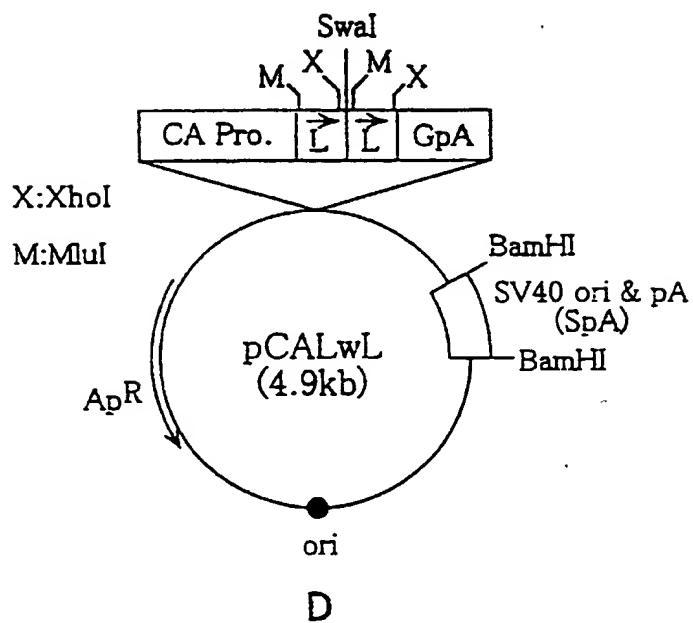 SwaI
X M
M X
CA Pro. L L GpA
X:XhoI
M:MluI
BamHI
SV40 ori & pA
(SpA)
BamHI
pCALwL
(4.9kb)
ApR
ori
D